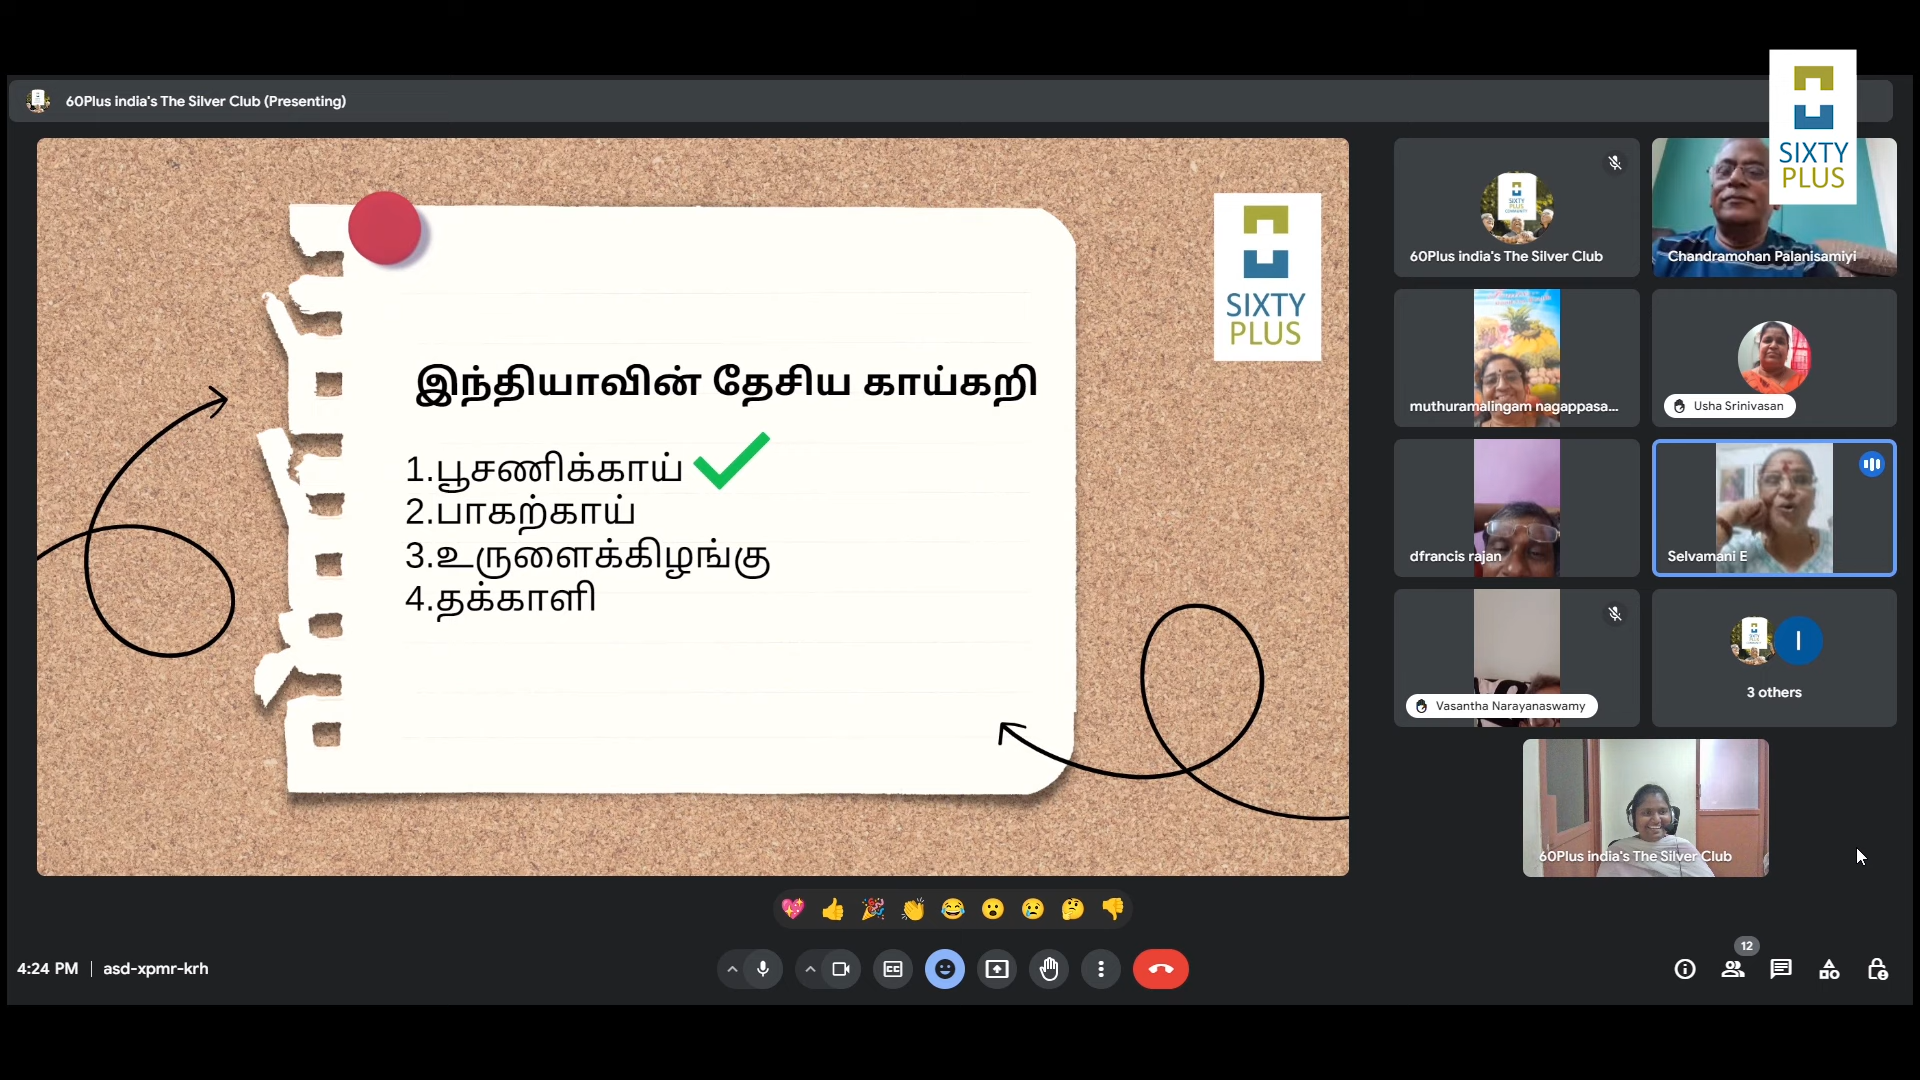 60Plus india's The Silver Club (Presenting)
SIXTY
PLUS
இந்தியாவின் தேசிய காய்கறி
1.பூசணிக்காய்
2.பாகற்காய்
3.உருளைக்கிழங்கு
4.தக்காளி
SIXTY
PLUS
60Plus india's The Silver Club
Chandramohan Palanisamiyi
muthuramalingam nagappasa...
Usha Srinivasan
dfrancis rajan
Selvamani E
Vasantha Narayanaswamy
I
3 others
60Plus india's The Silver Club
4:24 PM | asd-xpmr-krh
12